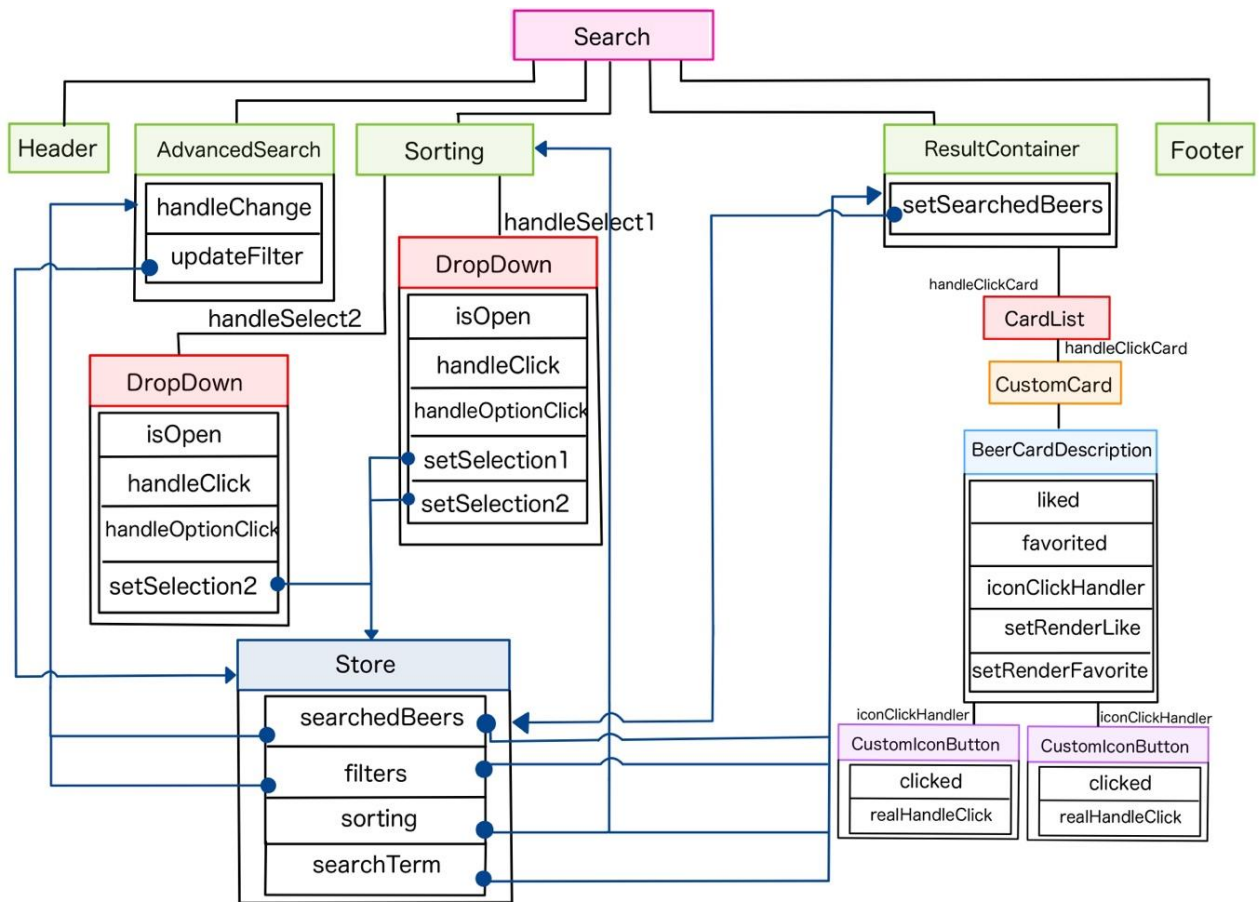 Search
Header
AdvancedSearch
Sorting
ResultContainer
Footer
handleChange
updateFilter
setSearchedBeers
handleSelect1
DropDown
isOpen
handleClick
handleOptionClick
setSelection1
setSelection2
handleSelect2
DropDown
isOpen
handleClick
handleOptionClick
setSelection2
handleClickCard
CardList
handleClickCard
CustomCard
BeerCardDescription
liked
favorited
iconClickHandler
setRenderLike
setRenderFavorite
iconClickHandler
iconClickHandler
CustomIconButton
CustomIconButton
clicked
realHandleClick
clicked
realHandleClick
Store
searchedBeers
filters
sorting
searchTerm